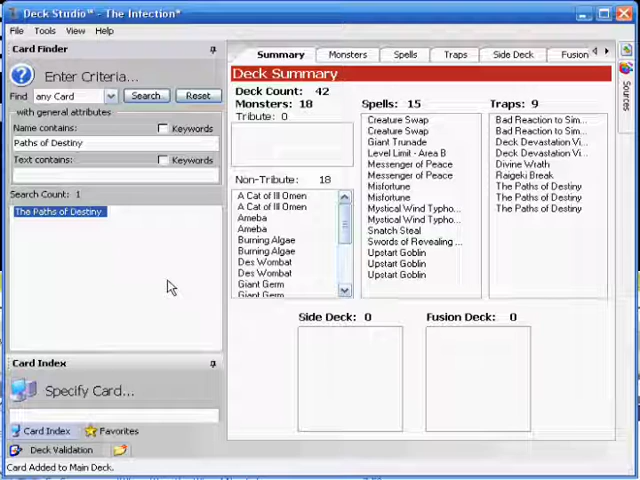 Deck Studio™ - The Infection*
File Tools View Help
Card Finder
Enter Criteria...
Find any Card Search Reset
with general attributes
Name contains: Keywords
Paths of Destiny
Text contains: Keywords
Search Count: 1
The Paths of Destiny
Card Index
Specify Card...
Card Index Favorites
Deck Validation
Card Added to Main Deck.
Summary Monsters Spells Traps Side Deck Fusion
Deck Summary
Deck Count: 42
Monsters: 18
Tribute: 0
Non-Tribute: 18
A Cat of Ill Omen
A Cat of Ill Omen
Ameba
Ameba
Burning Algae
Burning Algae
Des Wombat
Des Wombat
Giant Germ
Giant Germ
Spells: 15
Creature Swap
Creature Swap
Giant Trunade
Level Limit - Area B
Messenger of Peace
Messenger of Peace
Misfortune
Misfortune
Mystical Wind Typho...
Mystical Wind Typho...
Snatch Steal
Swords of Revealing ...
Upstart Goblin
Upstart Goblin
Upstart Goblin
Traps: 9
Bad Reaction to Sim...
Bad Reaction to Sim...
Deck Devastation Vi...
Deck Devastation Vi...
Divine Wrath
Raigeki Break
The Paths of Destiny
The Paths of Destiny
The Paths of Destiny
Side Deck: 0
Fusion Deck: 0
Sources